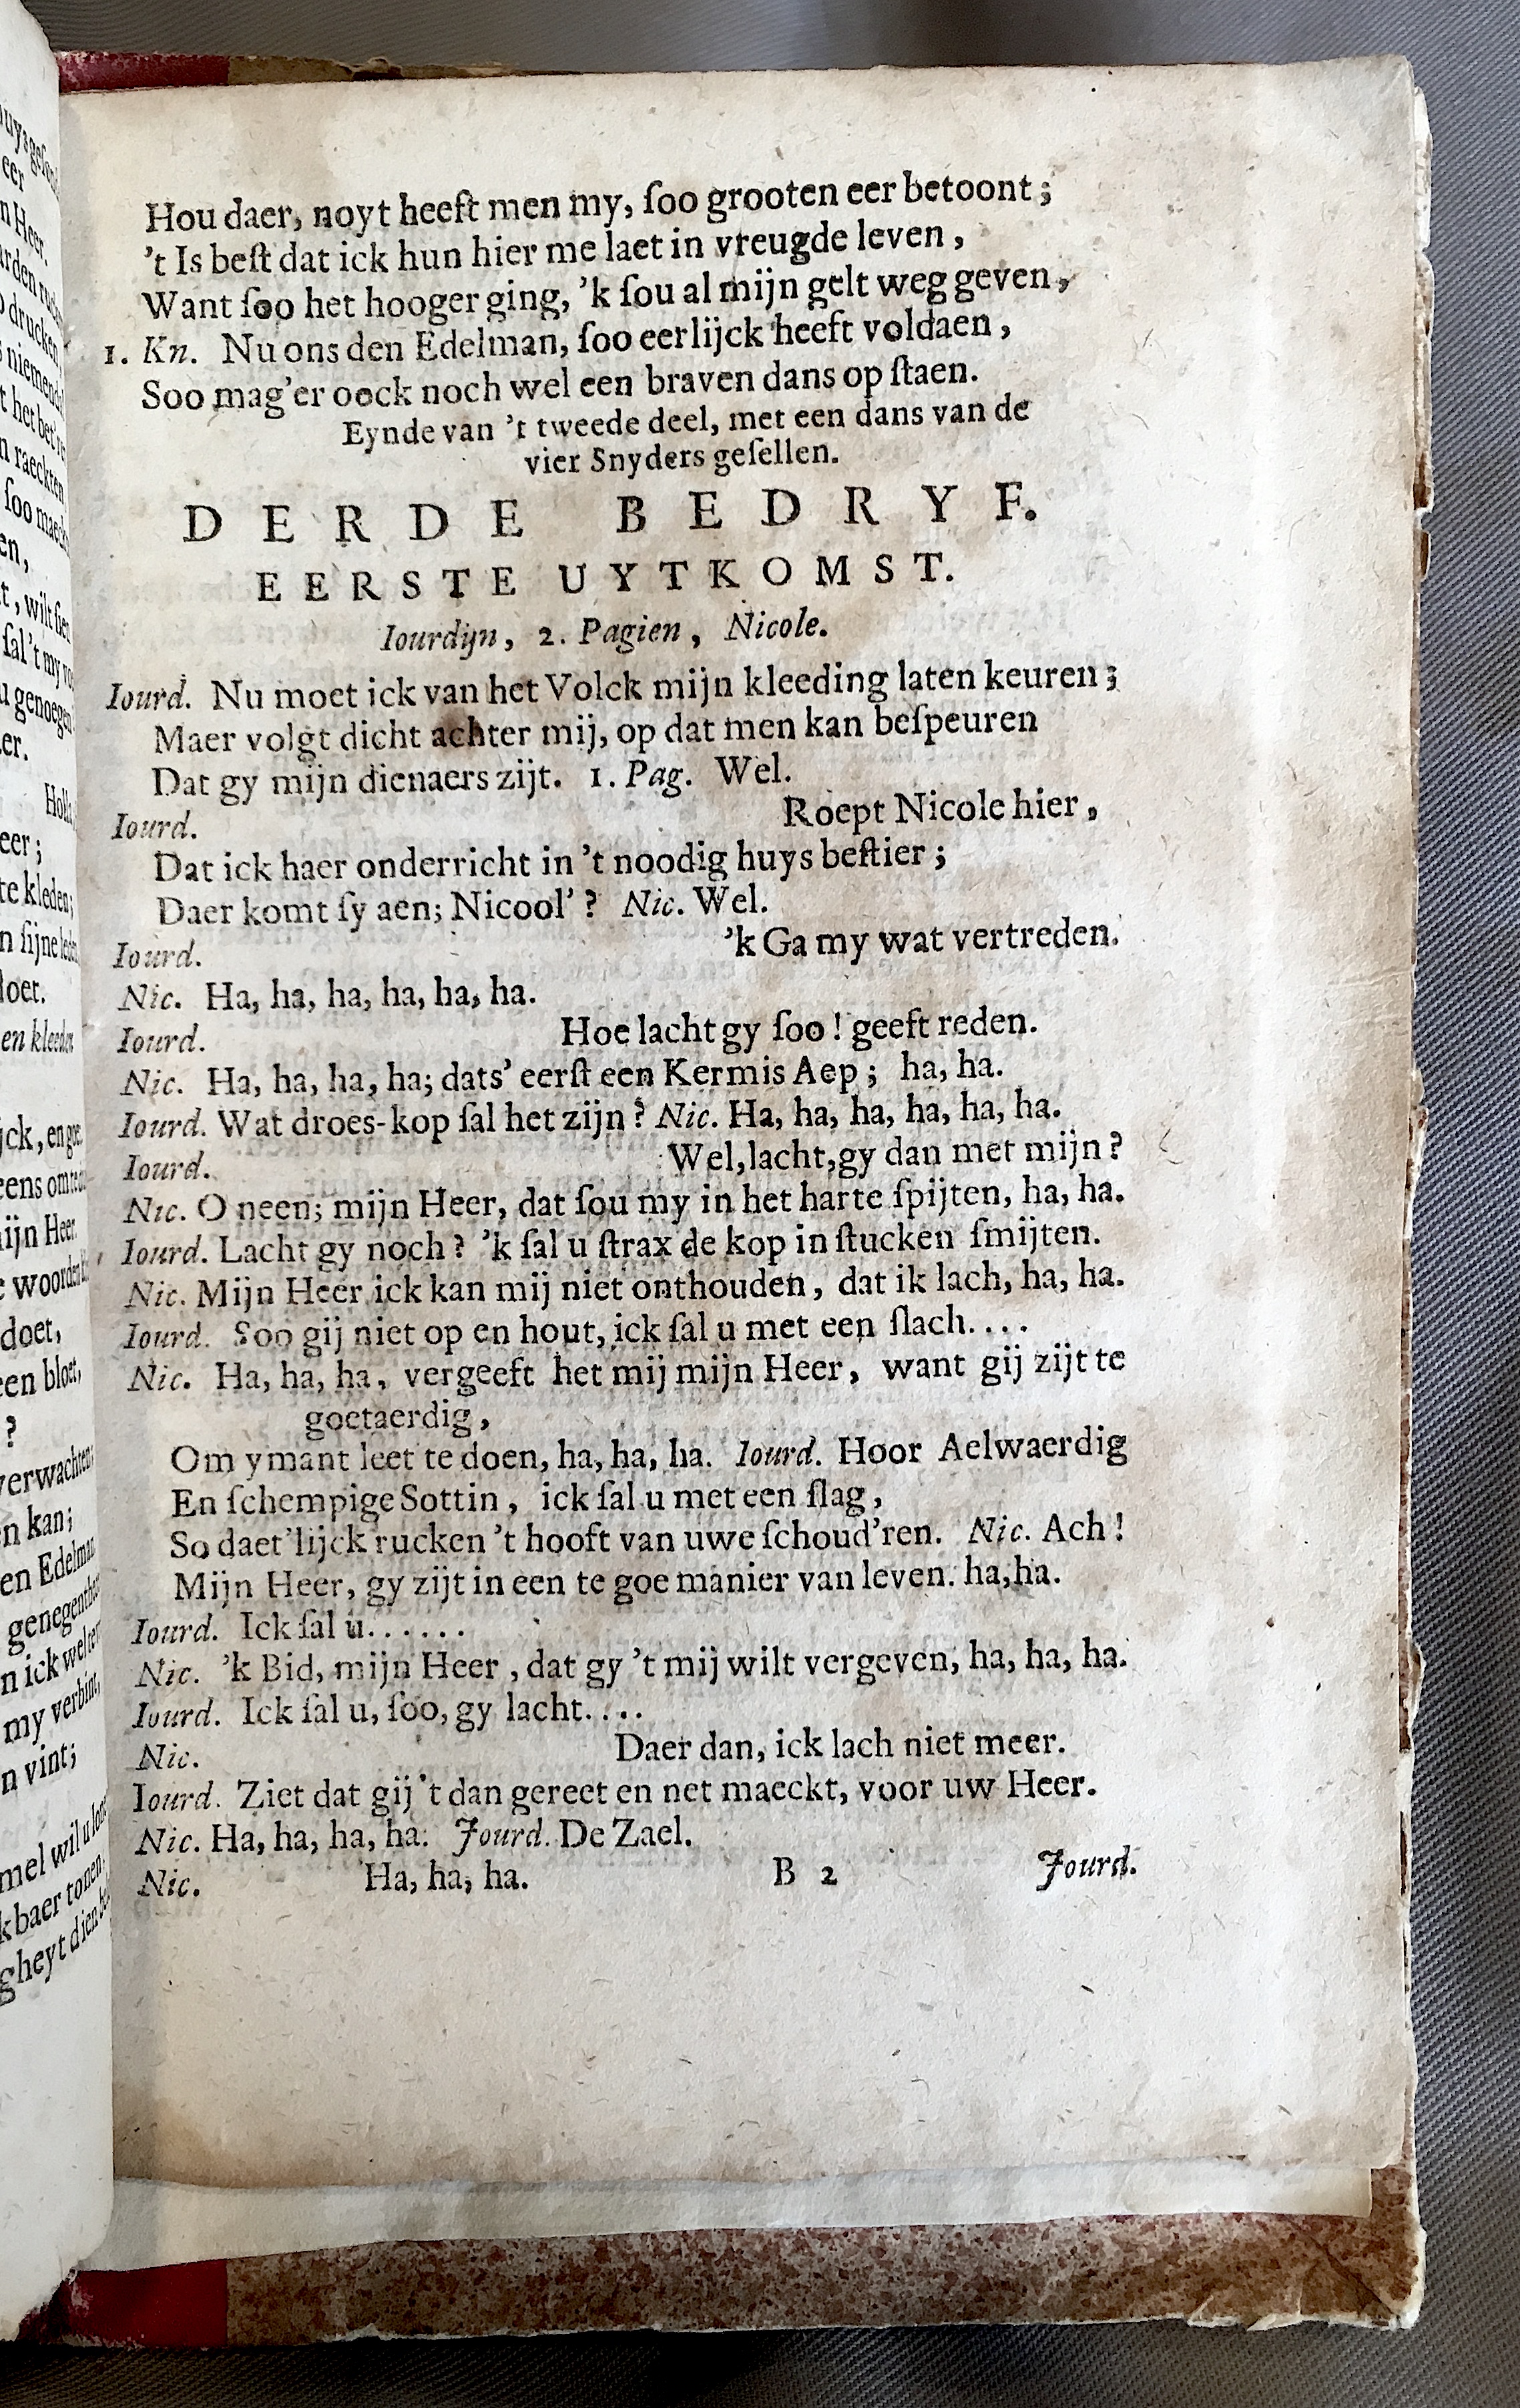 Hou daer, noyt heeft men my, ſoo grooten eer betoont;
't Is beſt dat ick hun hier me laet in vreugde leven,
Want ſoo het hooger ging, 'k ſou al mijn gelt weg geven,
1. Kn. Nu ons den Edelman, ſoo eerlijck heeft voldaen,
Soo mag'er oock noch wel een braven dans op ſtaen.
Eynde van 't tweede deel, met een dans van de
vier Snyders geſellen.
DERDE BEDRYF.
EERSTE UYTKOMST.
Iourdijn, 2. Pagien, Nicole.
Iourd. Nu moet ick van het Volck mijn kleeding laten keuren;
Maer volgt dicht achter mij, op dat men kan beſpeuren
Dat gy mijn dienaers zijt. 1. Pag. Wel.
Iourd. Roept Nicole hier,
Dat ick haer onderricht in 't noodig huys beſtier;
Daer komt ſy aen; Nicool'? Nic. Wel.
Iourd. 'k Ga my wat vertreden.
Nic. Ha, ha, ha, ha, ha, ha.
Iourd. Hoe lacht gy ſoo! geeft reden.
Nic. Ha, ha, ha, ha; dats' eerſt een Kermis Aep; ha, ha.
Iourd. Wat droes-kop ſal het zijn? Nic. Ha, ha, ha, ha, ha, ha.
Iourd. Wel, lacht, gy dan met mijn?
Nic. O neen; mijn Heer, dat ſou my in het harte ſpijten, ha, ha.
Iourd. Lacht gy noch? 'k ſal u ſtrax de kop in ſtucken ſmijten.
Nic. Mijn Heer ick kan mij niet onthouden, dat ik lach, ha, ha.
Iourd. Soo gij niet op en hout, ick ſal u met een ſlach....
Nic. Ha, ha, ha, vergeeft het mij mijn Heer, want gij zijt te
goetaerdig,
Om ymant leet te doen, ha, ha, ha. Iourd. Hoor Aelwaerdig
En ſchempige Sottin, ick ſal u met een ſlag,
So daet'lijck rucken 't hooft van uwe ſchoud'ren. Nic. Ach!
Mijn Heer, gy zijt in een te goe manier van leven. ha, ha.
Iourd. Ick ſal u......
Nic. 'k Bid, mijn Heer, dat gy 't mij wilt vergeven, ha, ha, ha.
Iourd. Ick ſal u, ſoo, gy lacht....
Nic. Daer dan, ick lach niet meer.
Iourd. Ziet dat gij 't dan gereet en net maeckt, voor uw Heer.
Nic. Ha, ha, ha, ha. Jourd. De Zael.
Nic. Ha, ha, ha. B 2 Jourd.